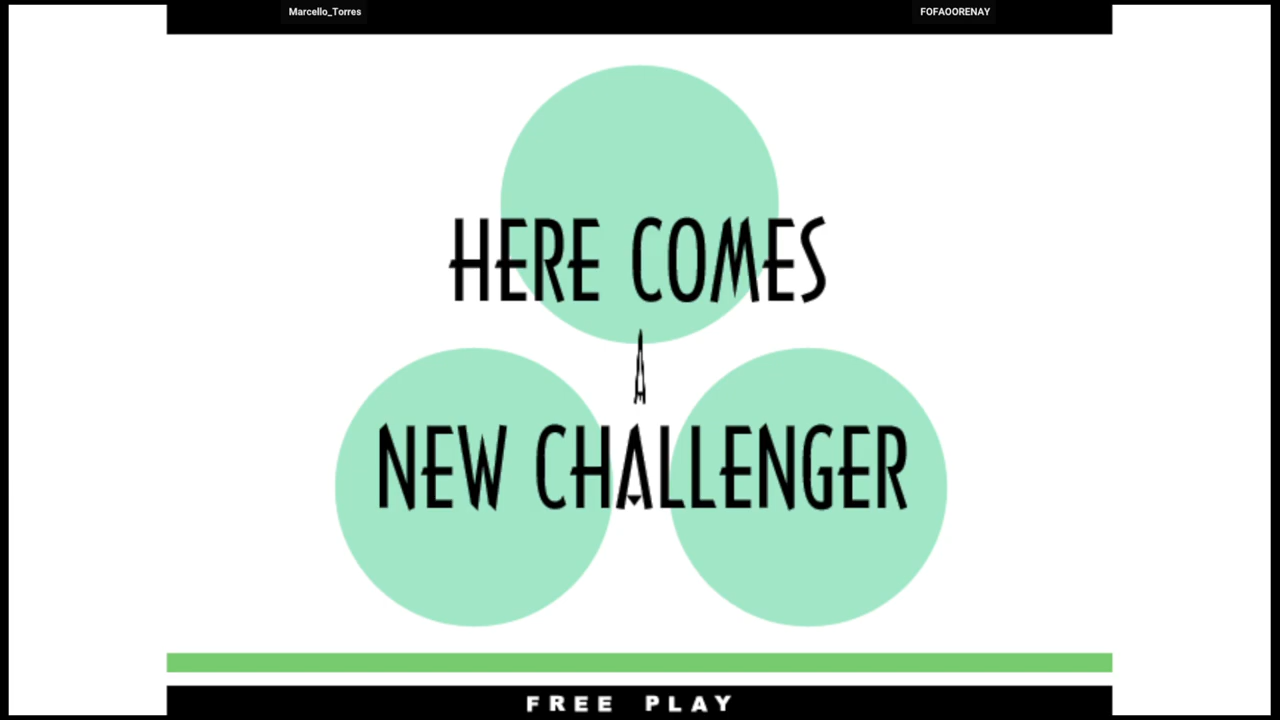 Marcello_Torres
FOFAOORENAY
HERE COMES
A
NEW CHALLENGER
FREE PLAY